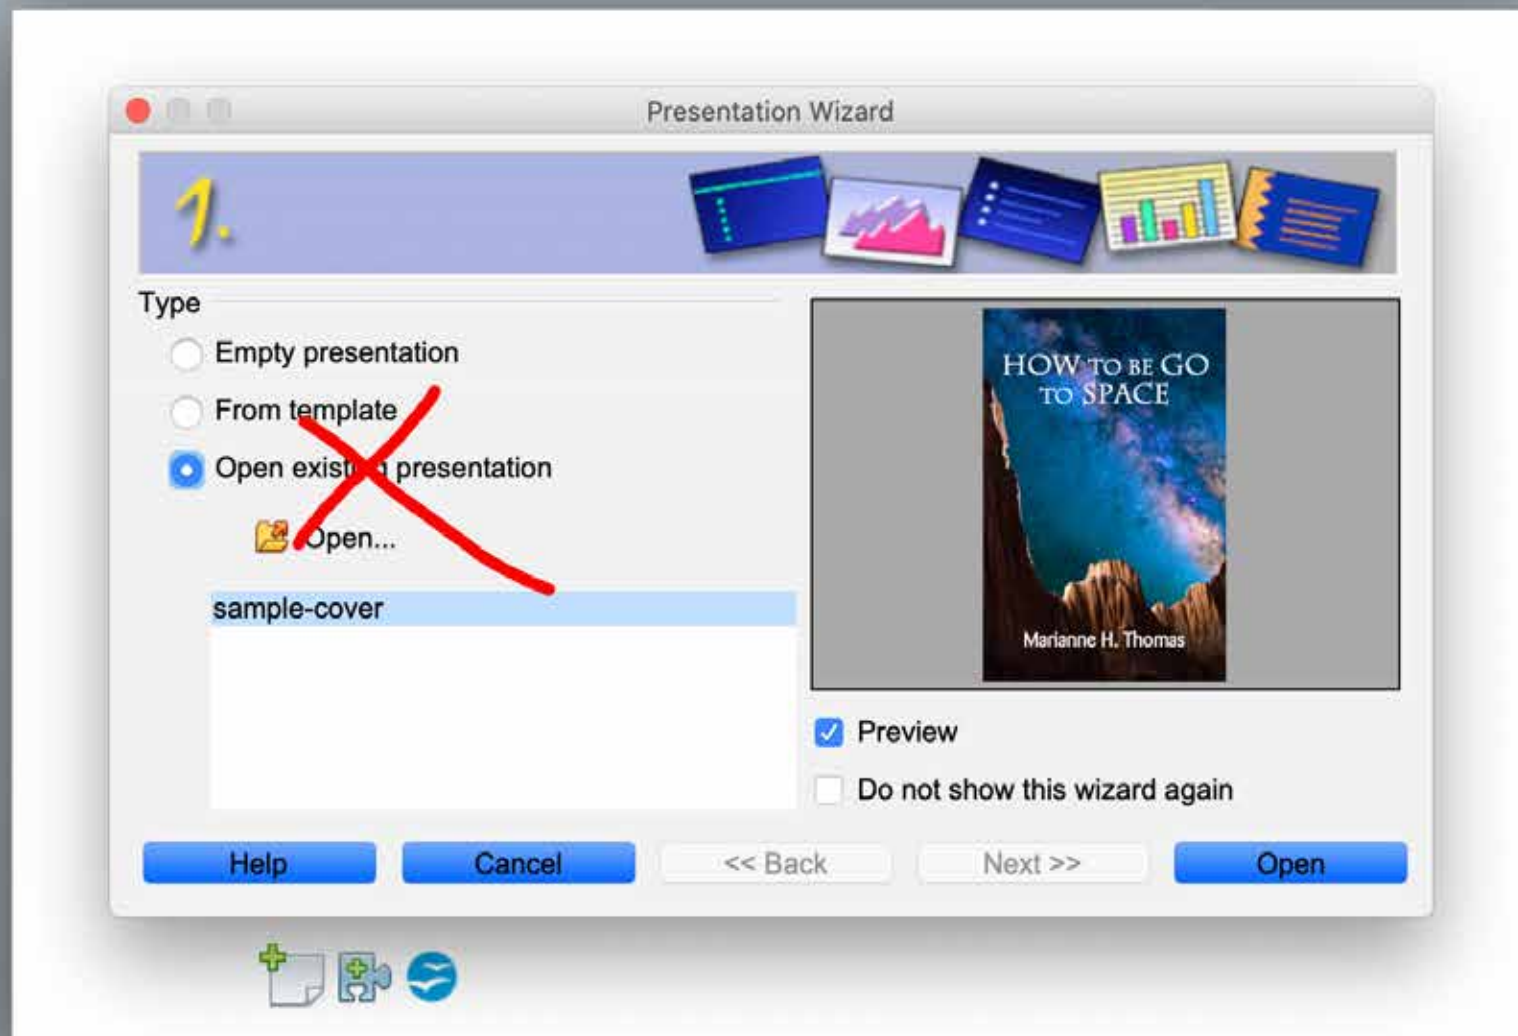 Presentation Wizard
1.
Type
Empty presentation
From template
Open presentation
Open...
sample-cover
HOW TO BE GO
TO SPACE
Marianne H. Thomas
Preview
Do not show this wizard again
Help
Cancel
<< Back
Next >>
Open